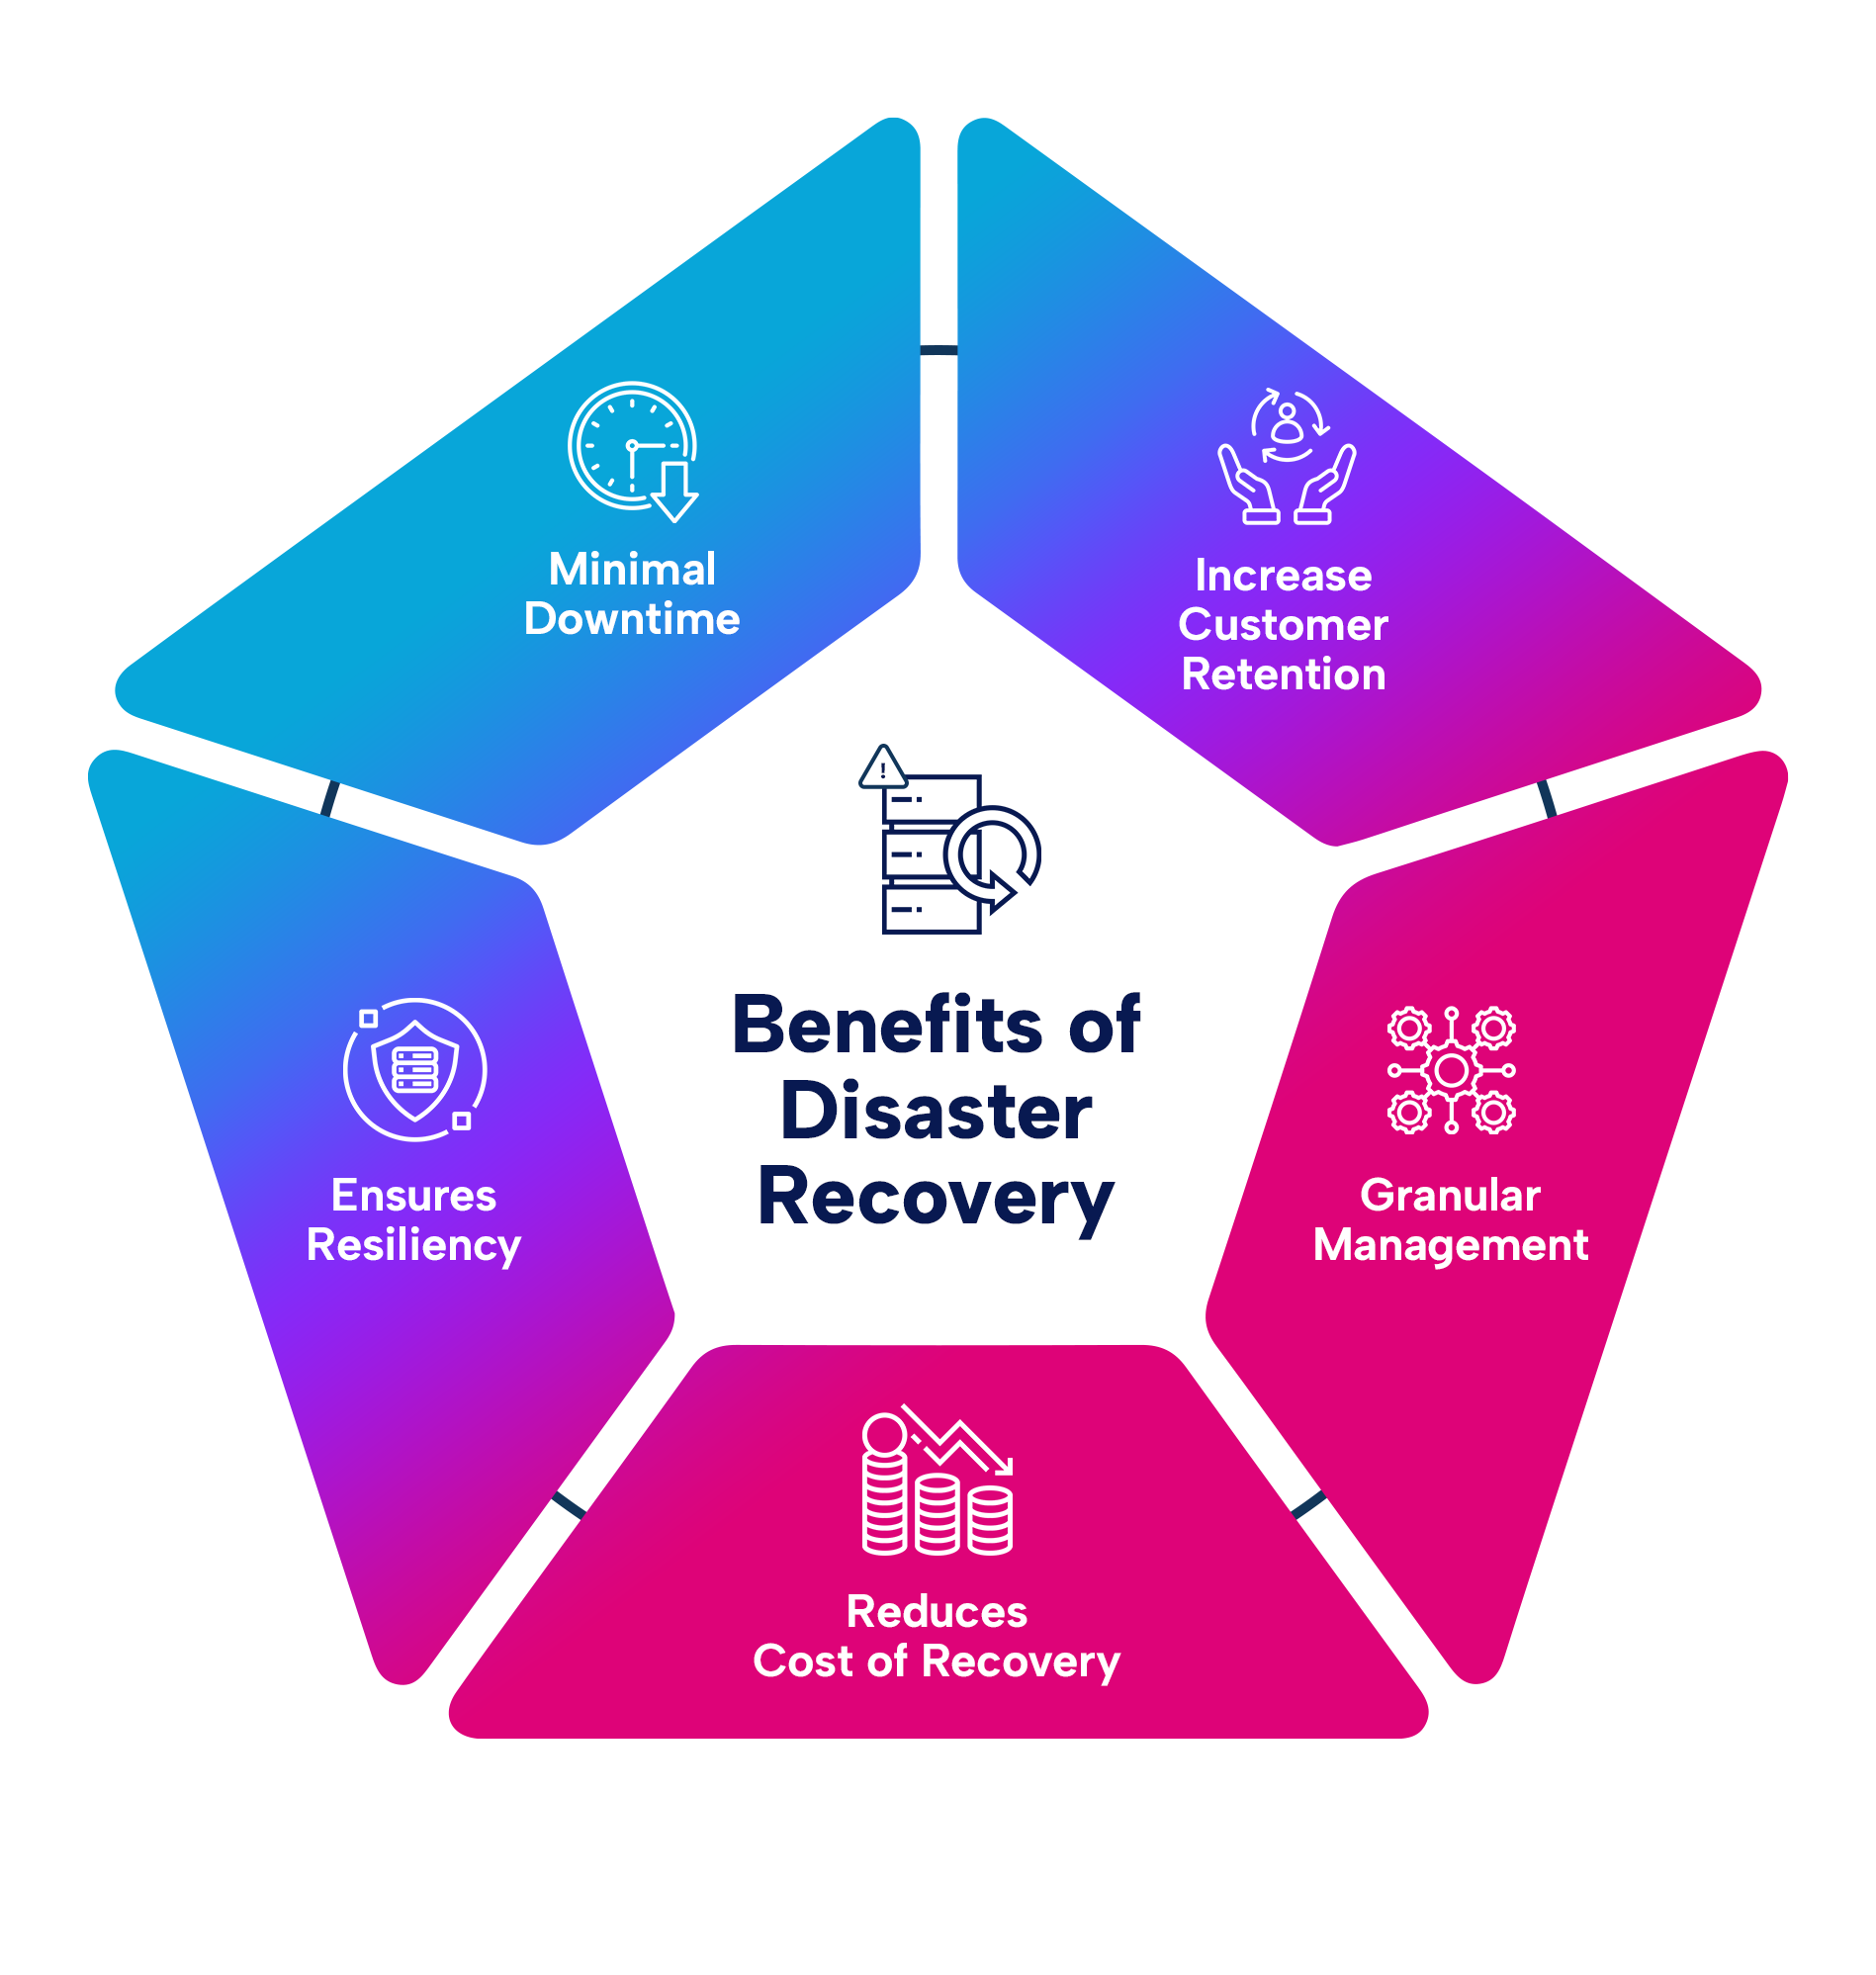 Minimal
Downtime
Increase
Customer
Retention
Benefits of
Disaster
Recovery
Ensures
Resiliency
Granular
Management
Reduces
Cost of Recovery